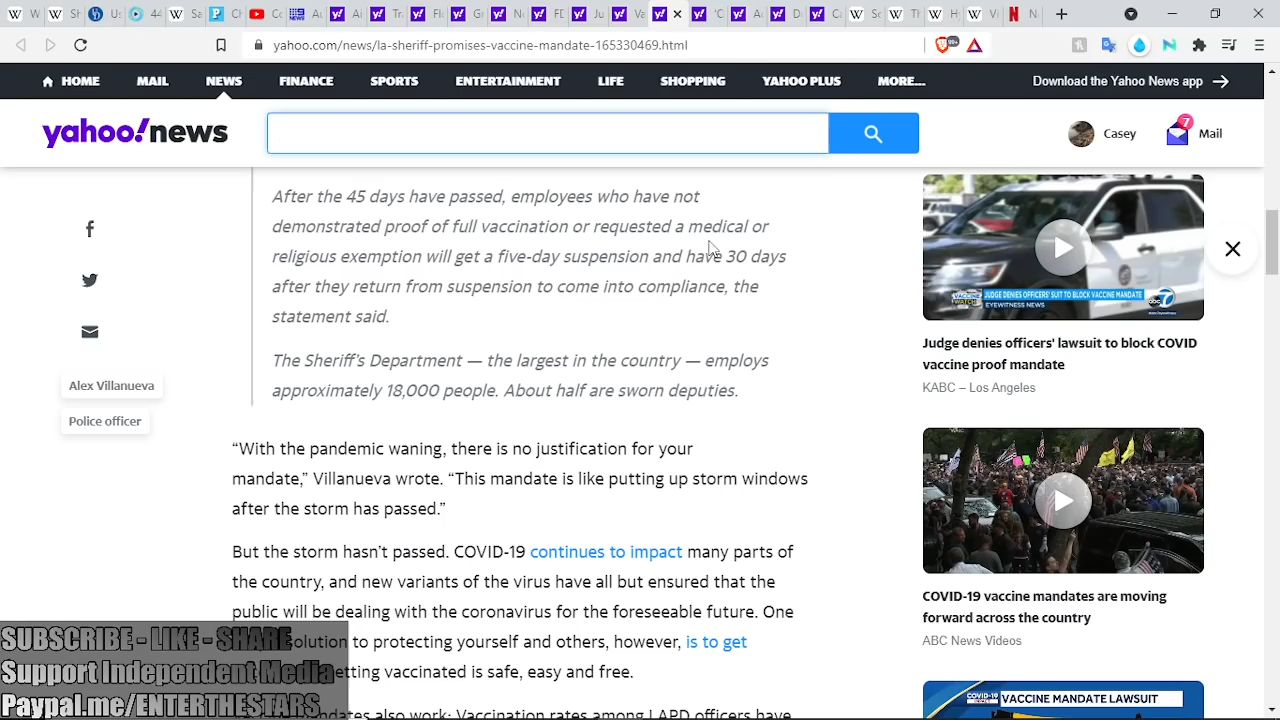 yahoo.com/news/la-sheriff-promises-vaccine-mandate-165330469.html
HOME MAIL NEWS FINANCE SPORTS ENTERTAINMENT LIFE SHOPPING YAHOO PLUS MORE... Download the Yahoo News app
yahoo!news
Casey 7 Mail
After the 45 days have passed, employees who have not
demonstrated proof of full vaccination or requested a medical or
religious exemption will get a five-day suspension and have 30 days
after they return from suspension to come into compliance, the
statement said.
The Sheriff's Department — the largest in the country — employs
approximately 18,000 people. About half are sworn deputies.
Alex Villanueva
Police officer
“With the pandemic waning, there is no justification for your
mandate,” Villanueva wrote. “This mandate is like putting up storm windows
after the storm has passed.”
But the storm hasn’t passed. COVID-19 continues to impact many parts of
the country, and new variants of the virus have all but ensured that the
public will be dealing with the coronavirus for the foreseeable future. One
olution to protecting yourself and others, however, is to get
etting vaccinated is safe, easy and free.
dates also work: Vaccination rates among LAPD officers have
VACCINE WATCH
JUDGE DENIES OFFICERS' SUIT TO BLOCK VACCINE MANDATE
EYEWITNESS NEWS
abc 7
Judge denies officers' lawsuit to block COVID
vaccine proof mandate
KABC – Los Angeles
COVID-19 vaccine mandates are moving
forward across the country
ABC News Videos
COVID-19
VACCINE MANDATE LAWSUIT
SUBSCRIBE - LIKE - SHARE
Support Independent Media
Paypal.me/ENTERTHESTARS